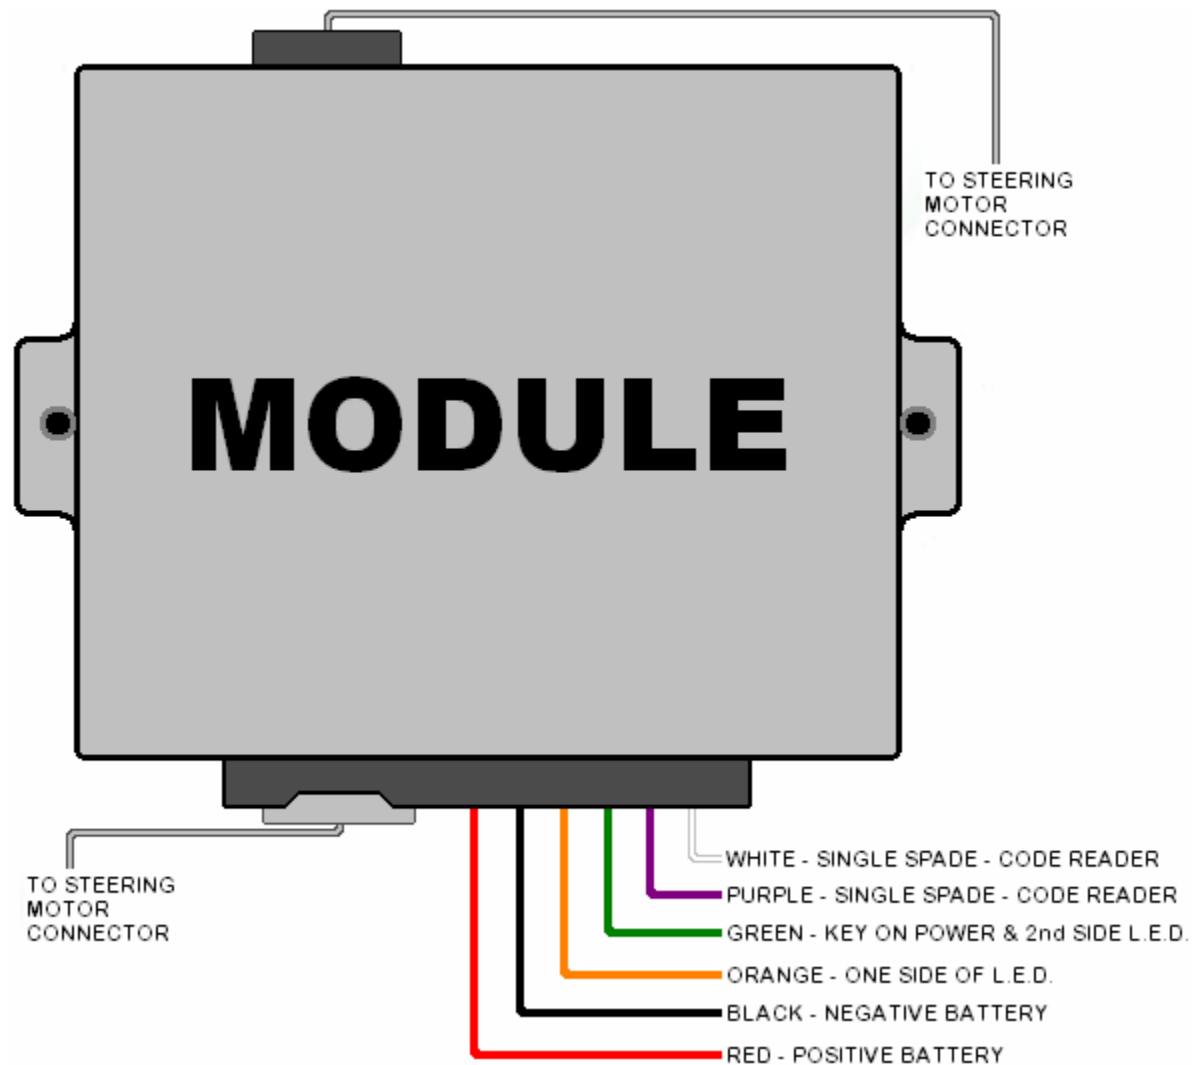 TO STEERING
MOTOR
CONNECTOR
MODULE
WHITE - SINGLE SPADE - CODE READER
PURPLE - SINGLE SPADE - CODE READER
GREEN - KEY ON POWER & 2nd SIDE L.E.D.
ORANGE - ONE SIDE OF L.E.D.
BLACK - NEGATIVE BATTERY
RED - POSITIVE BATTERY
TO STEERING
MOTOR
CONNECTOR